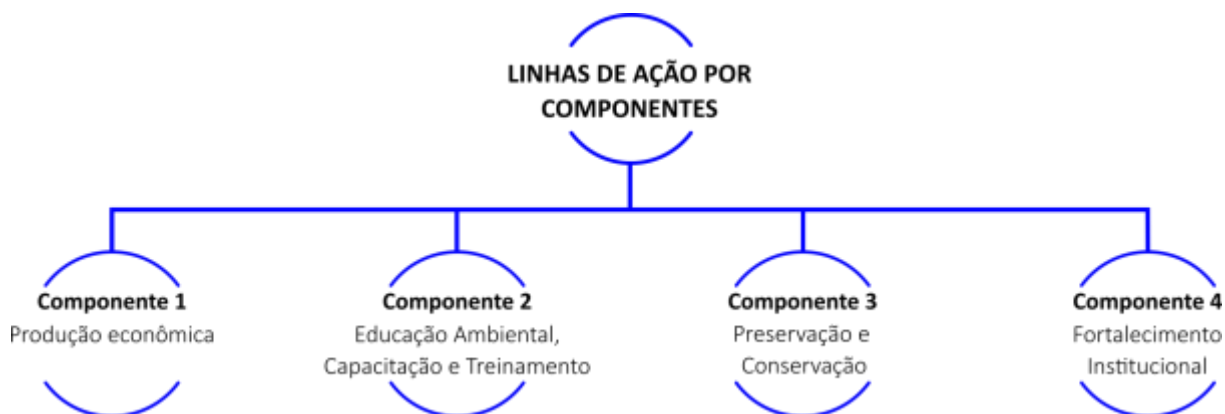 LINHAS DE AÇÃO POR
COMPONENTES
Componente 1
Produção econômica
Componente 2
Educação Ambiental,
Capacitação e Treinamento
Componente 3
Preservação e
Conservação
Componente 4
Fortalecimento
Institucional